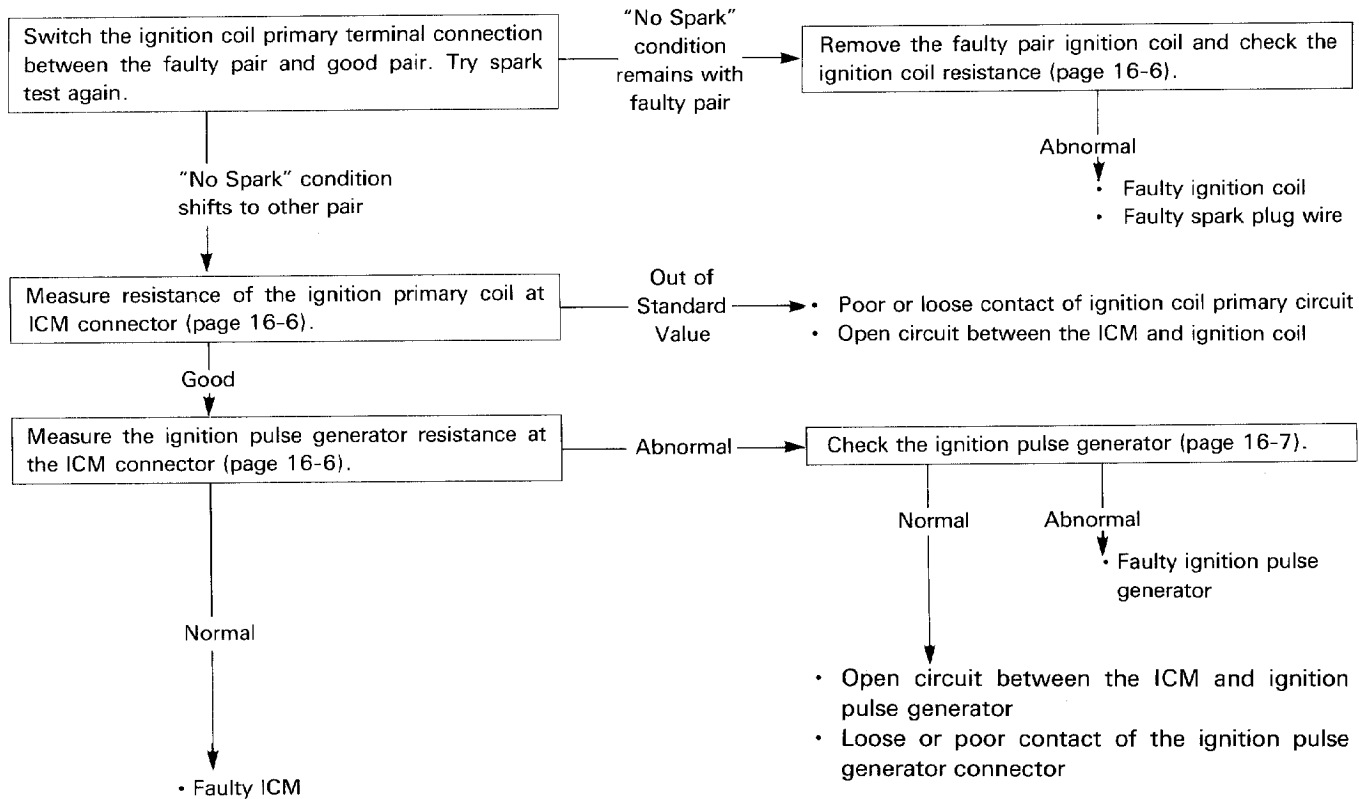 Switch the ignition coil primary terminal connection
between the faulty pair and good pair. Try spark
test again.
“No Spark”
condition
remains with
faulty pair
Remove the faulty pair ignition coil and check the
ignition coil resistance (page 16-6).
Abnormal
• Faulty ignition coil
• Faulty spark plug wire
“No Spark” condition
shifts to other pair
Measure resistance of the ignition primary coil at
ICM connector (page 16-6).
Out of
Standard
Value
• Poor or loose contact of ignition coil primary circuit
• Open circuit between the ICM and ignition coil
Good
Measure the ignition pulse generator resistance at
the ICM connector (page 16-6).
Abnormal
Check the ignition pulse generator (page 16-7).
Normal
Abnormal
• Faulty ignition pulse
generator
Normal
• Open circuit between the ICM and ignition
pulse generator
• Loose or poor contact of the ignition pulse
generator connector
• Faulty ICM